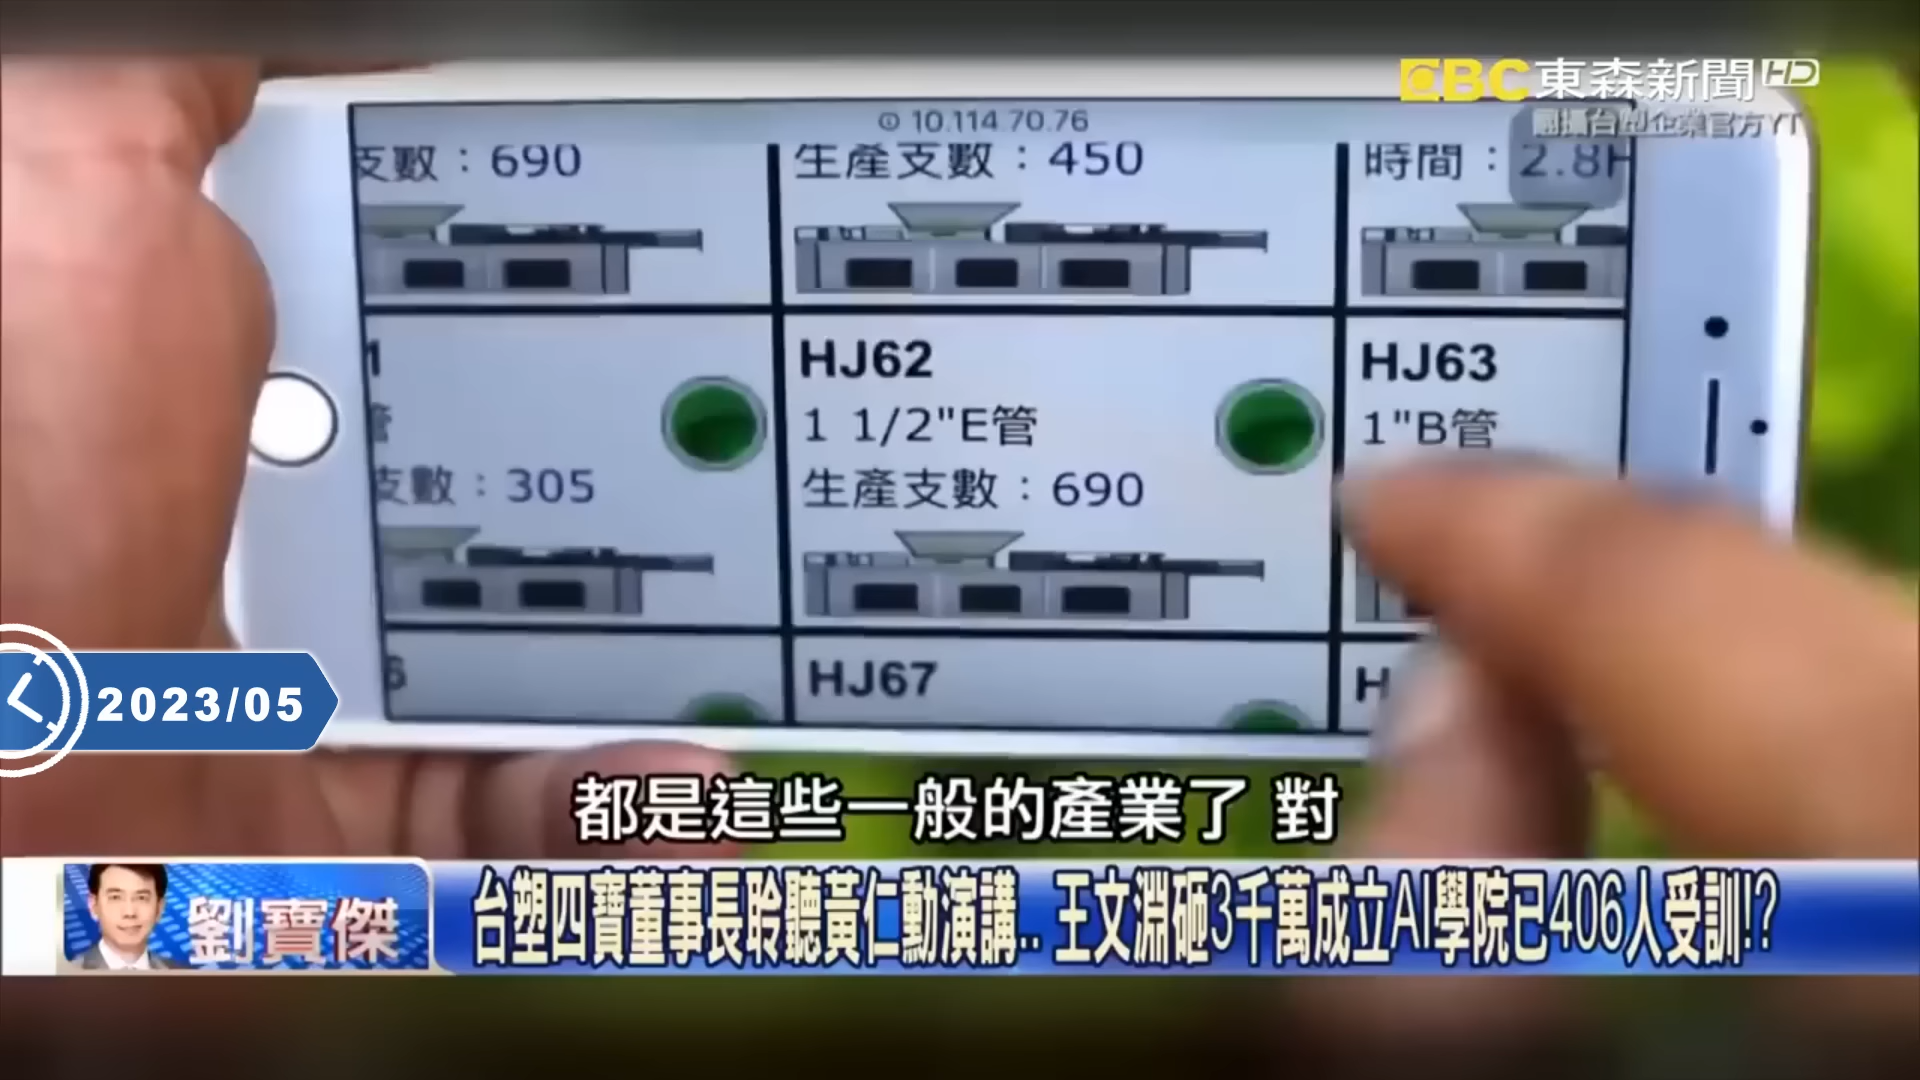 EBC 東森新聞 HD
翻攝台塑企業官方YT
10.114.70.76
支數：690
生產支數：450
時間：2.8H
1
管
支數：305
HJ62
1 1/2"E管
生產支數：690
HJ63
1"B管
6
HJ67
H
2023/05
都是這些一般的產業了 對
劉寶傑
台塑四寶董事長聆聽黃仁勳演講.. 王文淵砸3千萬成立AI學院已406人受訓!?